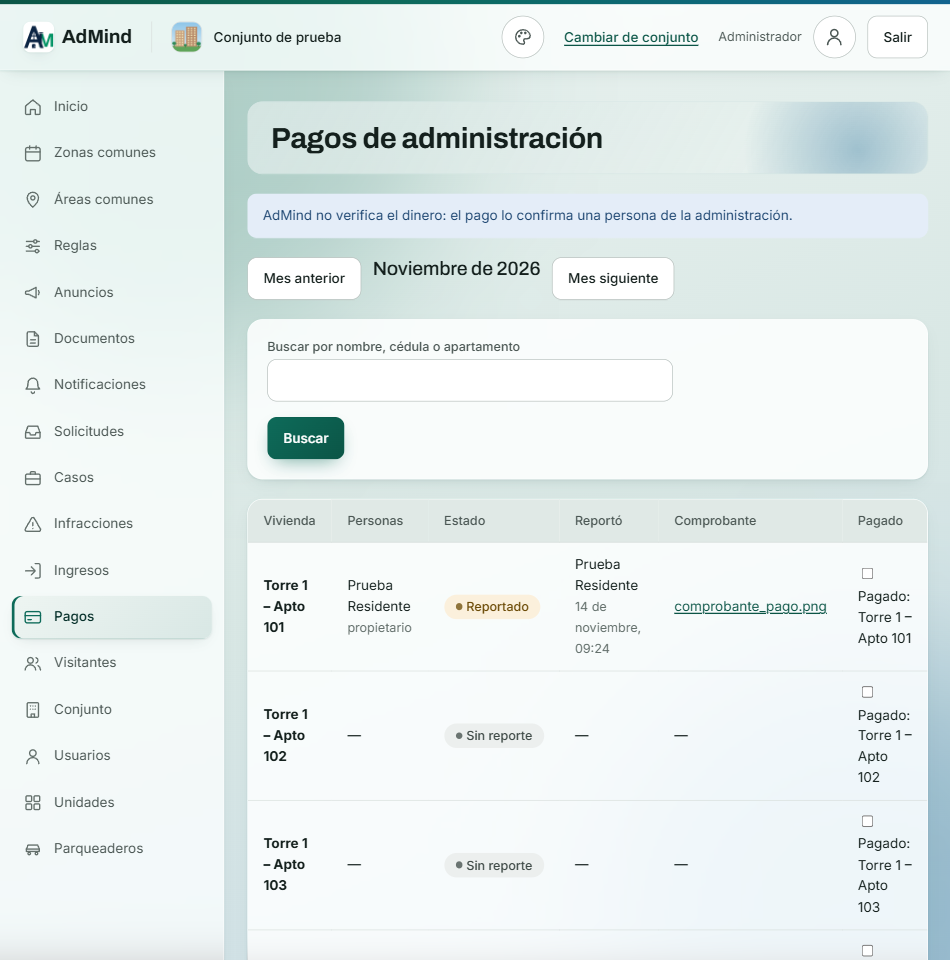 AM AdMind
Conjunto de prueba
Cambiar de conjunto
Administrador
Salir
Inicio
Zonas comunes
Áreas comunes
Reglas
Anuncios
Documentos
Notificaciones
Solicitudes
Casos
Infracciones
Ingresos
Pagos
Visitantes
Conjunto
Usuarios
Unidades
Parqueaderos
Pagos de administración
AdMind no verifica el dinero: el pago lo confirma una persona de la administración.
Mes anterior
Noviembre de 2026
Mes siguiente
Buscar por nombre, cédula o apartamento
Buscar
Vivienda Personas Estado Reportó Comprobante Pagado
Torre 1
– Apto
101
Prueba
Residente
propietario
Reportado
Prueba
Residente
14 de
noviembre,
09:24
comprobante_pago.png
Pagado:
Torre 1 –
Apto 101
Torre 1
– Apto
102
—
Sin reporte
—
—
Pagado:
Torre 1 –
Apto
102
Torre 1
– Apto
103
—
Sin reporte
—
—
Pagado:
Torre 1 –
Apto
103